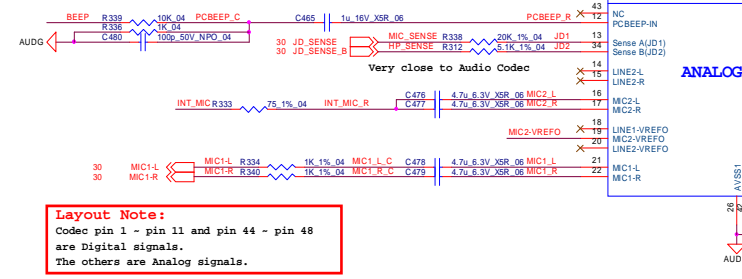 43 NC
BEEP R339 10K_04 PCBEEP_C C465 1u_16V_X5R_06 PCBEEP_R 12 PCBEEP-IN
R336 1K_04
AUDG C480 100p_50V_NPO_04
30 JD_SENSE MIC_SENSE R338 20K_1%_04 JD1 13 Sense A(JD1)
30 JD_SENSE_B HP_SENSE R312 5.1K_1%_04 JD2 34 Sense B(JD2)
Very close to Audio Codec
14 LINE2-L
15 LINE2-R
ANALOG
INT_MIC R333 75_1%_04 INT_MIC_R C476 4.7u_6.3V_X5R_06 MIC2_L 16 MIC2-L
C477 4.7u_6.3V_X5R_06 MIC2_R 17 MIC2-R
18 LINE1-VREFO
MIC2-VREFO 19 MIC2-VREFO
20 LINE2-VREFO
30 MIC1-L MIC1-L R334 1K_1%_04 MIC1_L_C C478 4.7u_6.3V_X5R_06 MIC1_L 21 MIC1-L
30 MIC1-R MIC1-R R340 1K_1%_04 MIC1_R_C C479 4.7u_6.3V_X5R_06 MIC1_R 22 MIC1-R
AVSS1
26
42
AUD
Layout Note:
Codec pin 1 ~ pin 11 and pin 44 ~ pin 48
are Digital signals.
The others are Analog signals.